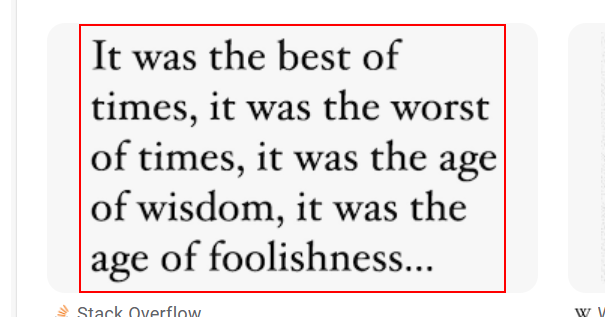 It was the best of
times, it was the worst
of times, it was the age
of wisdom, it was the
age of foolishness...
Stack Overflow
W